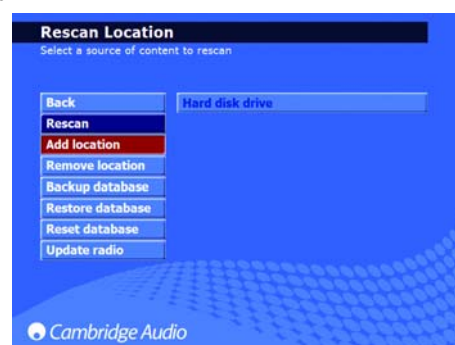 Rescan Location
Select a source of content to rescan
Back
Hard disk drive
Rescan
Add location
Remove location
Backup database
Restore database
Reset database
Update radio
Cambridge Audio